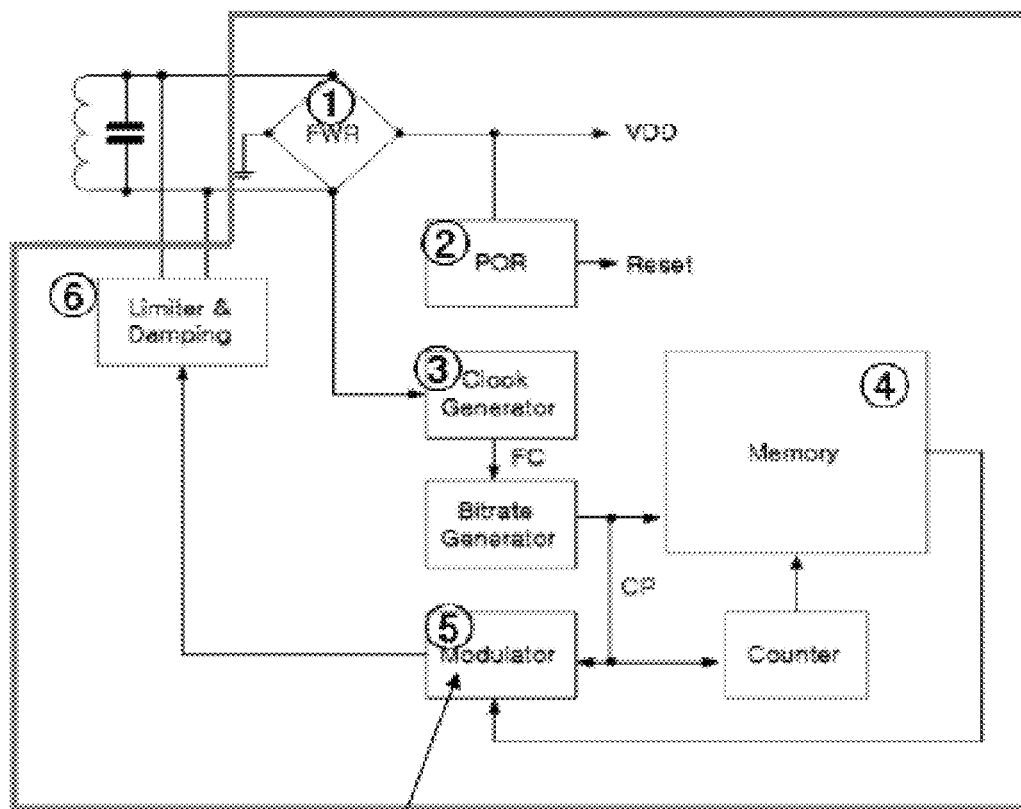 1
FWR
VDD
2
POR
Reset
6
Limiter &
Damping
3
Clock
Generator
4
Memory
FC
Bitrate
Generator
CP
5
Modulator
Counter